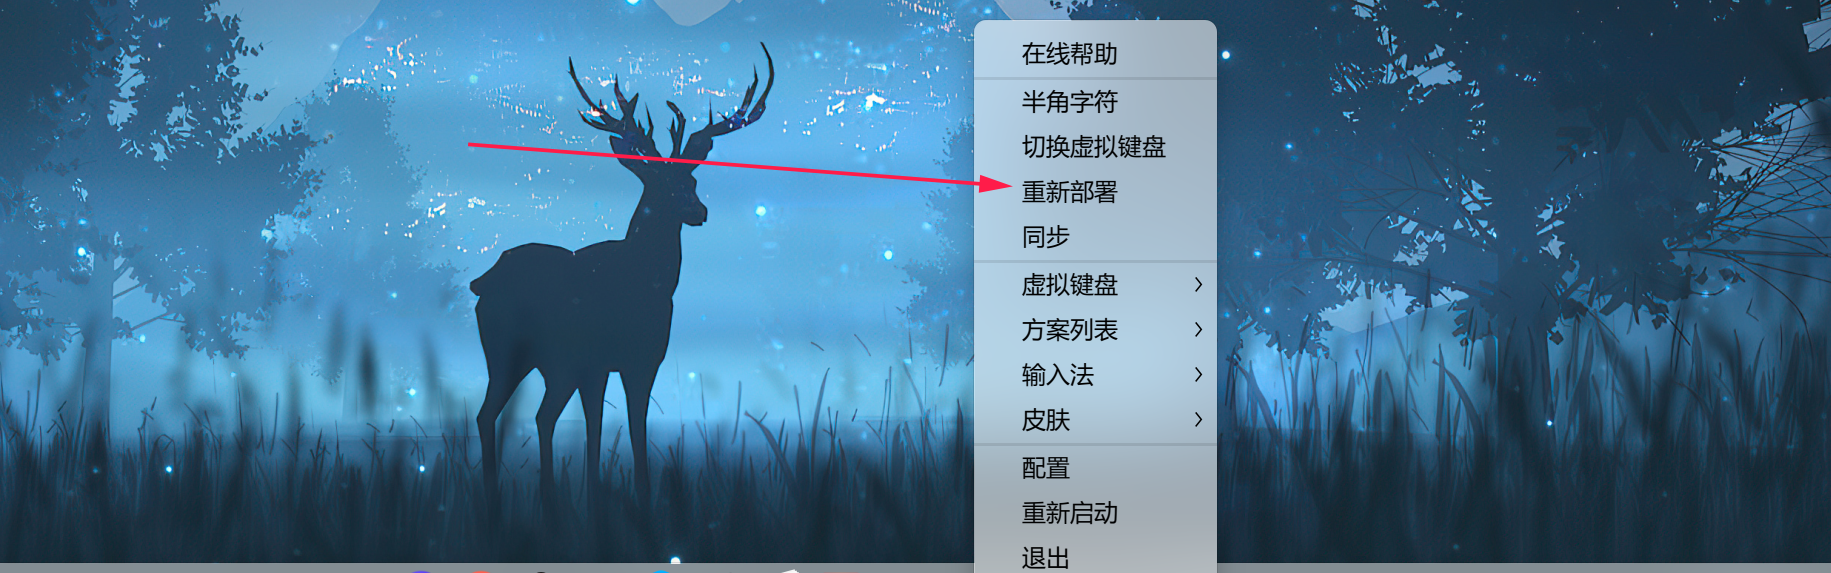 在线帮助
半角字符
切换虚拟键盘
重新部署
同步
虚拟键盘
方案列表
输入法
皮肤
配置
重新启动
退出